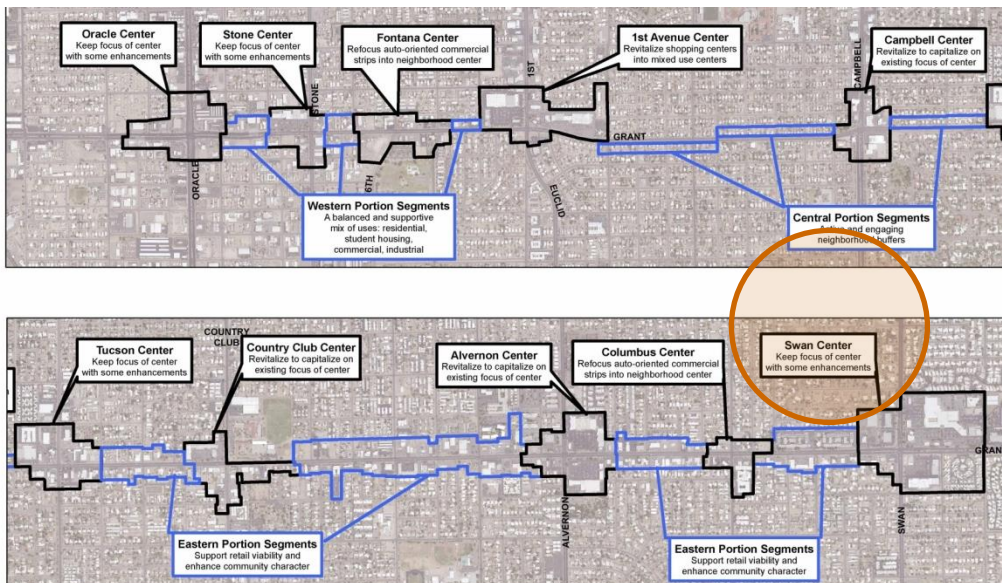 Oracle Center
Keep focus of center
with some enhancements
Stone Center
Keep focus of center
with some enhancements
Fontana Center
Refocus auto-oriented commercial
strips into neighborhood center
1st Avenue Center
Revitalize shopping centers
into mixed use centers
Campbell Center
Revitalize to capitalize on
existing focus of center
ORACLE
STONE
6TH
1ST
EUCLID
GRANT
CAMPBELL
Western Portion Segments
A balanced and supportive
mix of uses: residential,
student housing,
commercial, industrial
Central Portion Segments
Active and engaging
neighborhood buffers
Tucson Center
Keep focus of center
with some enhancements
COUNTRY
CLUB
Country Club Center
Revitalize to capitalize on
existing focus of center
Alvernon Center
Revitalize to capitalize on
existing focus of center
Columbus Center
Refocus auto-oriented commercial
strips into neighborhood center
Swan Center
Keep focus of center
with some enhancements
GRAN
ALVERNON
SWAN
Eastern Portion Segments
Support retail viability and
enhance community character
Eastern Portion Segments
Support retail viability and
enhance community character